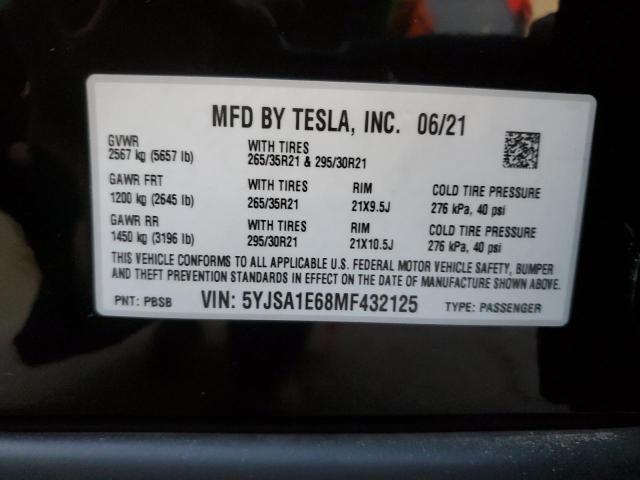 MFD BY TESLA, INC. 06/21
GVWR
2567 kg (5657 lb)
WITH TIRES
265/35R21 & 295/30R21
GAWR FRT
1200 kg (2645 lb)
WITH TIRES
265/35R21
RIM
21X9.5J
COLD TIRE PRESSURE
276 kPa, 40 psi
GAWR RR
1450 kg (3196 lb)
WITH TIRES
295/30R21
RIM
21X10.5J
COLD TIRE PRESSURE
276 kPa, 40 psi
THIS VEHICLE CONFORMS TO ALL APPLICABLE U.S. FEDERAL MOTOR VEHICLE SAFETY, BUMPER
AND THEFT PREVENTION STANDARDS IN EFFECT ON THE DATE OF MANUFACTURE SHOWN ABOVE.
PNT: PBSB VIN: 5YJSA1E68MF432125 TYPE: PASSENGER